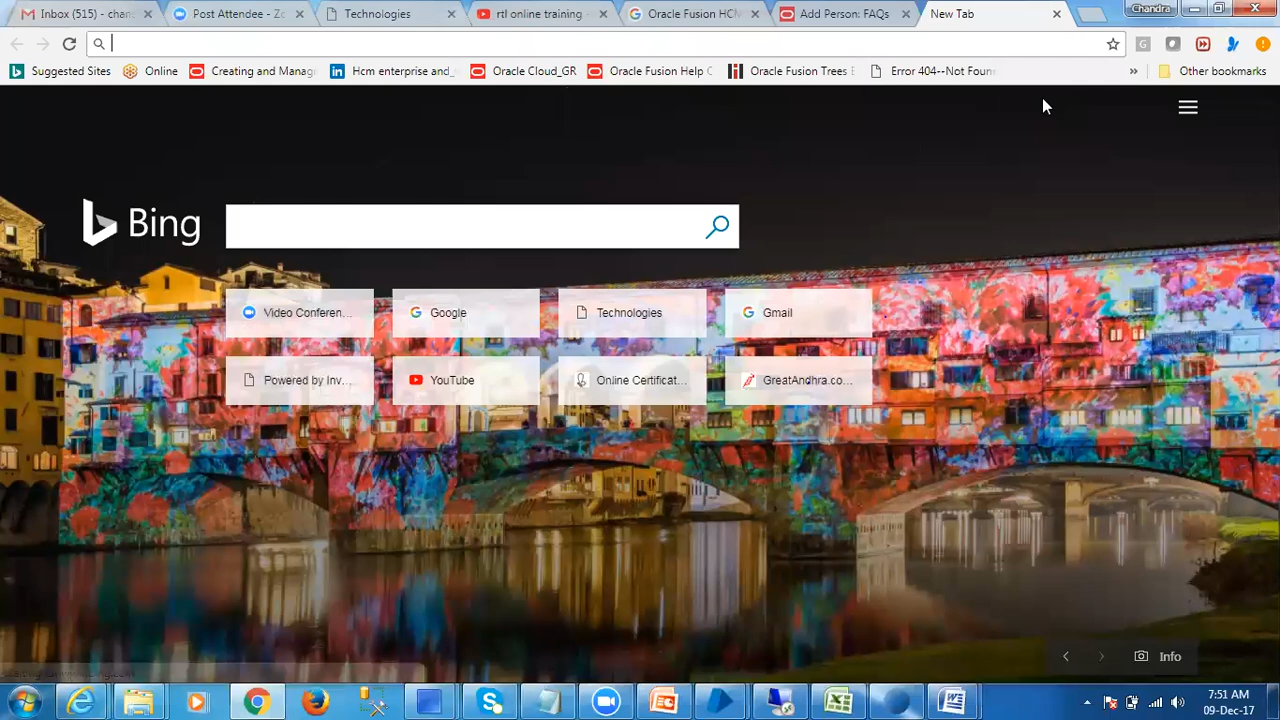 Inbox (515) - chan
Post Attendee - Zo
Technologies
rtl online training -
Oracle Fusion HCM
Add Person: FAQs
New Tab
Chandra
Suggested Sites
Online
Creating and Manag
Hcm enterprise and
Oracle Cloud_GR
Oracle Fusion Help C
Oracle Fusion Trees E
Error 404--Not Foun
»
Other bookmarks
Bing
Video Conferen...
Google
Technologies
Gmail
Powered by Inv...
YouTube
Online Certificat...
GreatAndhra.co...
Info
7:51 AM
09-Dec-17